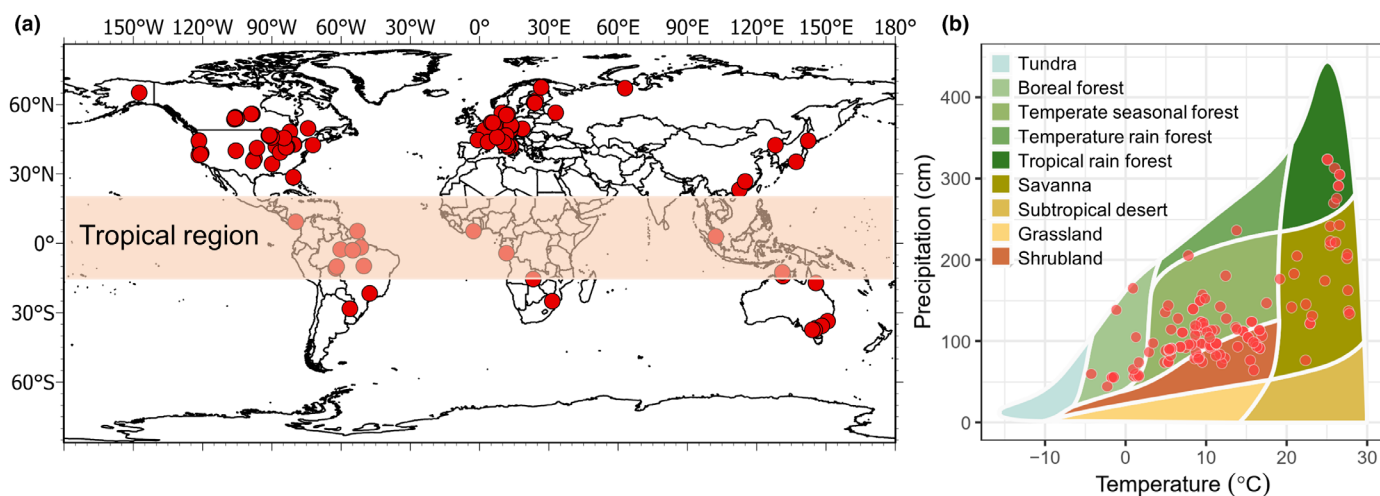 (a)
150°W 120°W 90°W 60°W 30°W 0° 30°E 60°E 90°E 120°E 150°E 180°
60°N
30°N
0°
30°S
60°S
Tropical region
(b)
Tundra
Boreal forest
Temperate seasonal forest
Temperature rain forest
Tropical rain forest
Savanna
Subtropical desert
Grassland
Shrubland
Precipitation (cm)
400
300
200
100
0
−10 0 10 20 30
Temperature (°C)